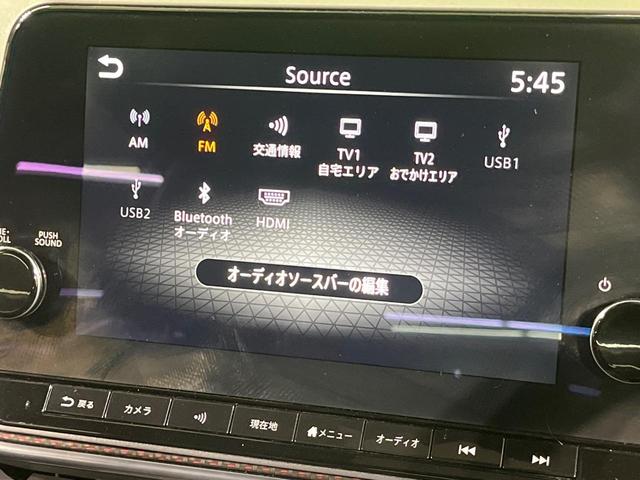 Source
5:45
AM
FM
交通情報
TV1
自宅エリア
TV2
おでかけエリア
USB1
USB2
Bluetooth
オーディオ
HDMI
オーディオソースバーの編集
PUSH
SOUND
戻る
カメラ
現在地
メニュー
オーディオ